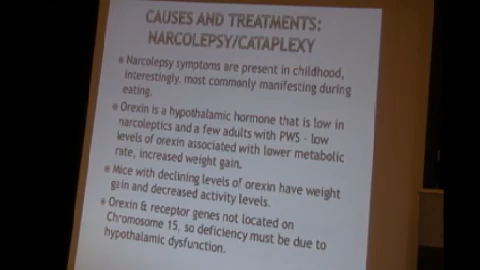 CAUSES AND TREATMENTS:
NARCOLEPSY/CATAPLEXY
Narcolepsy symptoms are present in childhood,
interestingly, most commonly manifesting during
eating.
Orexin is a hypothalamic hormone that is low in
narcoleptics and a few adults with PWS - low
levels of orexin associated with lower metabolic
rate, increased weight gain.
Mice with declining levels of orexin have weight
gain and decreased activity levels.
Orexin & receptor genes not located on
Chromosome 15, so deficiency must be due to
hypothalamic dysfunction.